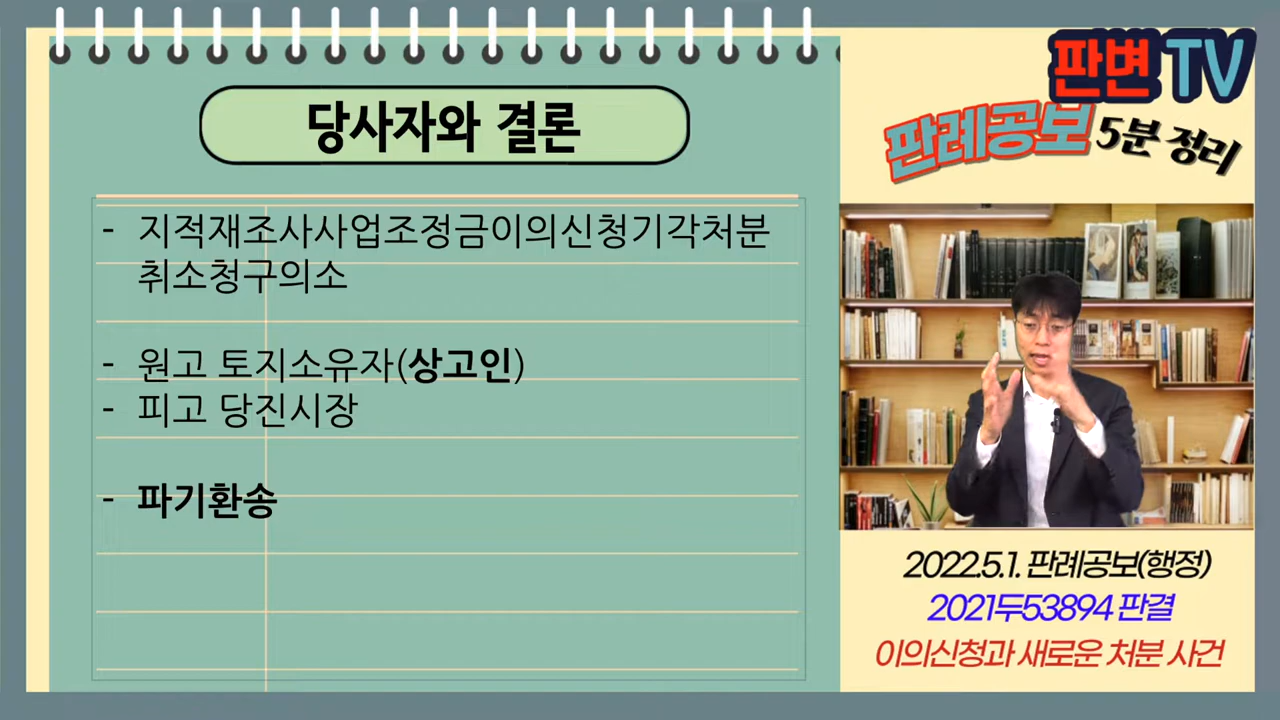 당사자와 결론
- 지적재조사사업조정금이의신청기각처분
취소청구의소
- 원고 토지소유자(상고인)
- 피고 당진시장
- 파기환송
판변 TV
판례공보 5분 정리
2022.5.1. 판례공보(행정)
2021두53894 판결
이의신청과 새로운 처분 사건